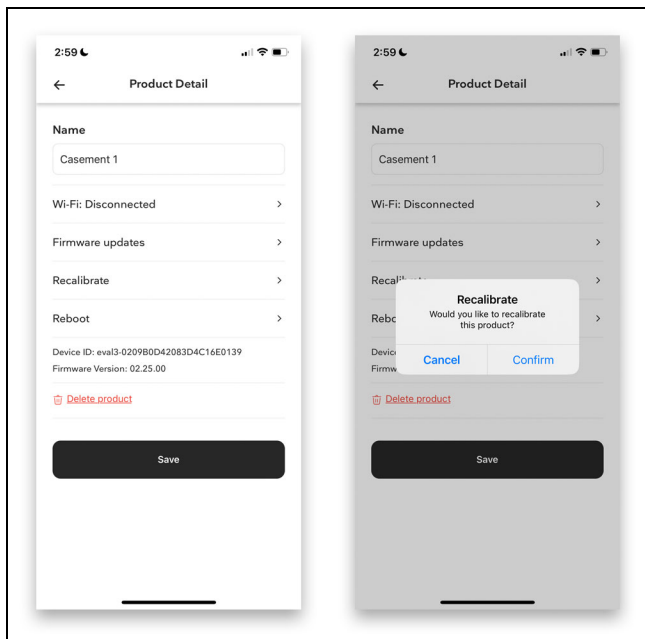 2:59
Product Detail
Name
Casement 1
Wi-Fi: Disconnected
Firmware updates
Recalibrate
Reboot
Device ID: eval3-0209B0D42083D4C16E0139
Firmware Version: 02.25.00
Delete product
Save
2:59
Product Detail
Name
Casement 1
Wi-Fi: Disconnected
Firmware updates
Recalibrate
Would you like to recalibrate
this product?
Cancel
Confirm
Delete product
Save